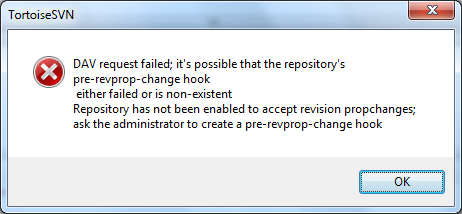 TortoiseSVN
DAV request failed; it's possible that the repository's
pre-revprop-change hook
either failed or is non-existent
Repository has not been enabled to accept revision propchanges;
ask the administrator to create a pre-revprop-change hook
OK